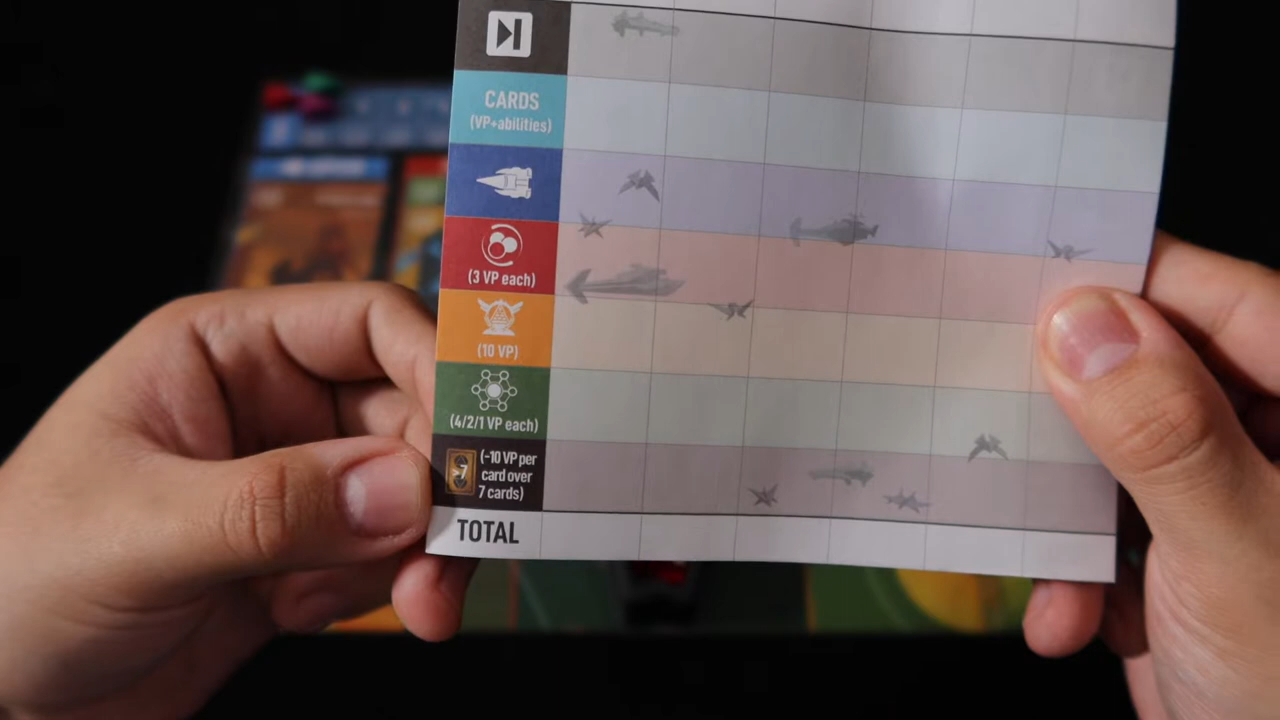 CARDS
(VP+abilities)
(3 VP each)
(10 VP)
(4/2/1 VP each)
>7
(-10 VP per
card over
7 cards)
TOTAL